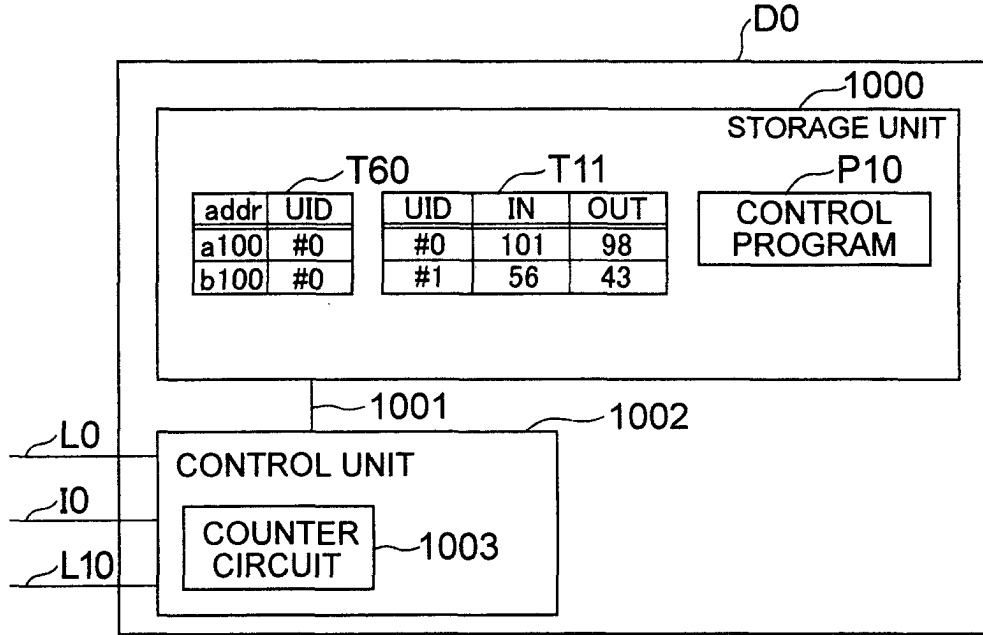 D0
1000
STORAGE UNIT
T60
T11
P10
addr UID
a100 #0
b100 #0
UID IN OUT
#0 101 98
#1 56 43
CONTROL
PROGRAM
1001
1002
L0
CONTROL UNIT
I0
COUNTER
CIRCUIT
1003
L10